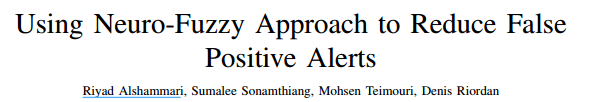 Using Neuro-Fuzzy Approach to Reduce False
Positive Alerts
Riyad Alshammari, Sumalee Sonamthiang, Mohsen Teimouri, Denis Riordan